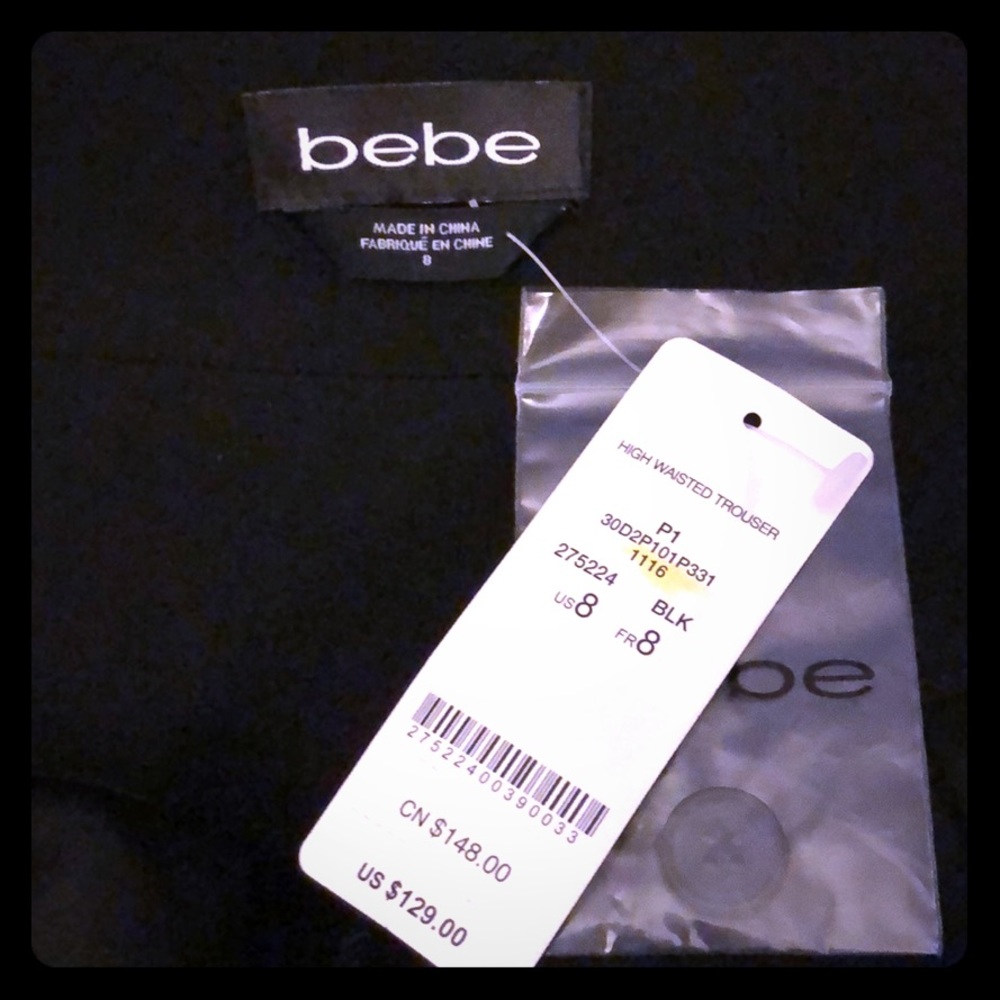 bebe
MADE IN CHINA
FABRIQUÉ EN CHINE
8
HIGH WAISTED TROUSER
P1
30D2P101P331
1116
275224
BLK
US8
FR8
27522400390033
CN $148.00
US $129.00
be